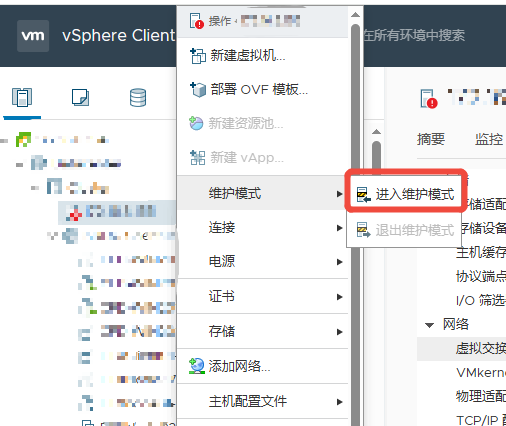 vm vSphere Client
在所有环境中搜索
操作 -
新建虚拟机...
部署 OVF 模板...
新建资源池...
新建 vApp...
维护模式
进入维护模式
退出维护模式
连接
电源
证书
存储
添加网络...
主机配置文件
摘要 监控
存储设备
主机缓存
协议端点
I/O 筛选
网络
虚拟交换
VMkerne
物理适配
TCP/IP